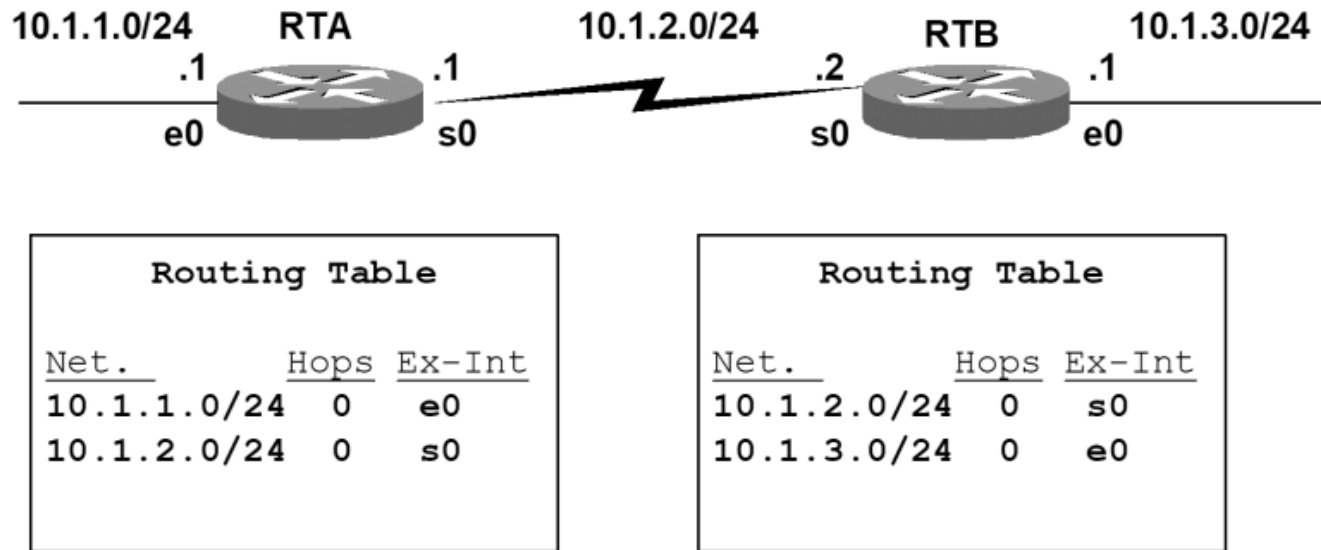 10.1.1.0/24 RTA 10.1.2.0/24 RTB 10.1.3.0/24
.1 .1 .2 .1
e0 s0 s0 e0
Routing Table
Net. Hops Ex-Int
10.1.1.0/24 0 e0
10.1.2.0/24 0 s0
Routing Table
Net. Hops Ex-Int
10.1.2.0/24 0 s0
10.1.3.0/24 0 e0